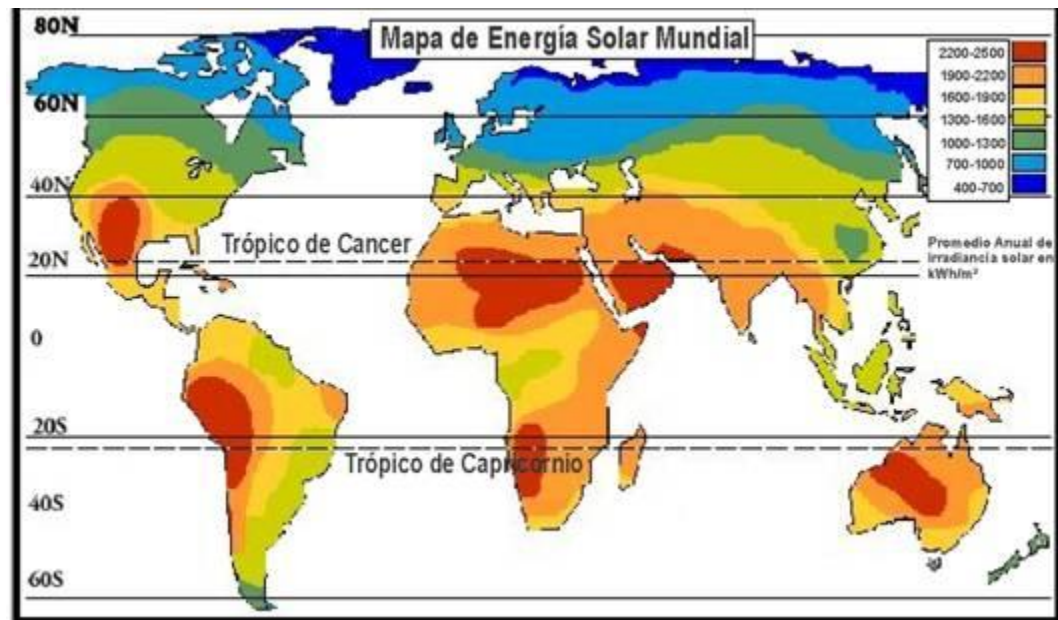 80N
Mapa de Energía Solar Mundial
2200-2500
1900-2200
1600-1900
1300-1600
1000-1300
700-1000
400-700
60N
40N
Trópico de Cancer
Promedio Anual de
irradiancia solar en
kWh/m²
20N
0
20S
Trópico de Capricornio
40S
60S